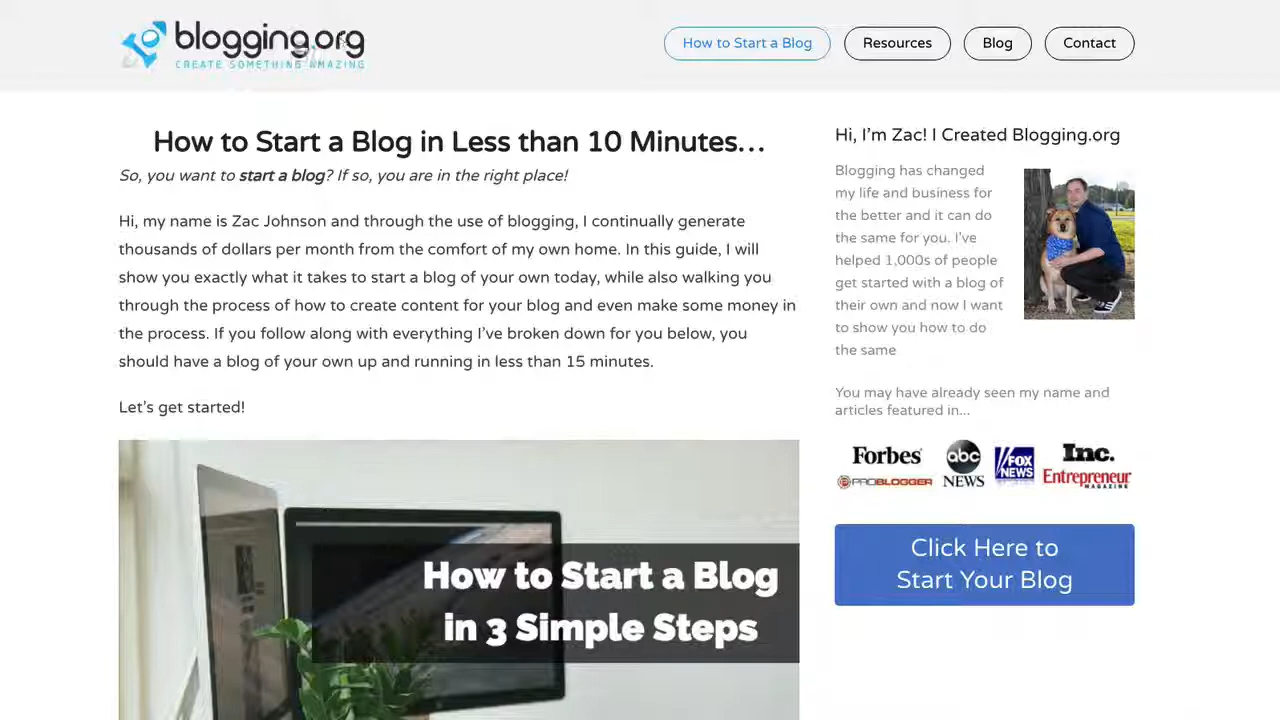 blogging.org
CREATE SOMETHING AMAZING
How to Start a Blog
Resources
Blog
Contact
How to Start a Blog in Less than 10 Minutes…
So, you want to start a blog? If so, you are in the right place!
Hi, my name is Zac Johnson and through the use of blogging, I continually generate
thousands of dollars per month from the comfort of my own home. In this guide, I will
show you exactly what it takes to start a blog of your own today, while also walking you
through the process of how to create content for your blog and even make some money in
the process. If you follow along with everything I’ve broken down for you below, you
should have a blog of your own up and running in less than 15 minutes.
Let’s get started!
How to Start a Blog
in 3 Simple Steps
Hi, I’m Zac! I Created Blogging.org
Blogging has changed
my life and business for
the better and it can do
the same for you. I’ve
helped 1,000s of people
get started with a blog of
their own and now I want
to show you how to do
the same
You may have already seen my name and
articles featured in...
Forbes
PROBLOGGER
abc
NEWS
FOX
NEWS
Inc.
Entrepreneur
MAGAZINE
Click Here to
Start Your Blog